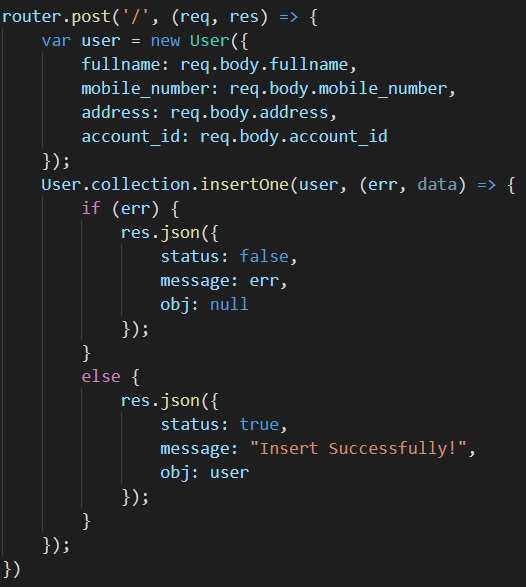 router.post('/', (req, res) => {
    var user = new User({
        fullname: req.body.fullname,
        mobile_number: req.body.mobile_number,
        address: req.body.address,
        account_id: req.body.account_id
    });
    User.collection.insertOne(user, (err, data) => {
        if (err) {
            res.json({
                status: false,
                message: err,
                obj: null
            });
        }
        else {
            res.json({
                status: true,
                message: "Insert Successfully!",
                obj: user
            });
        }
    });
})